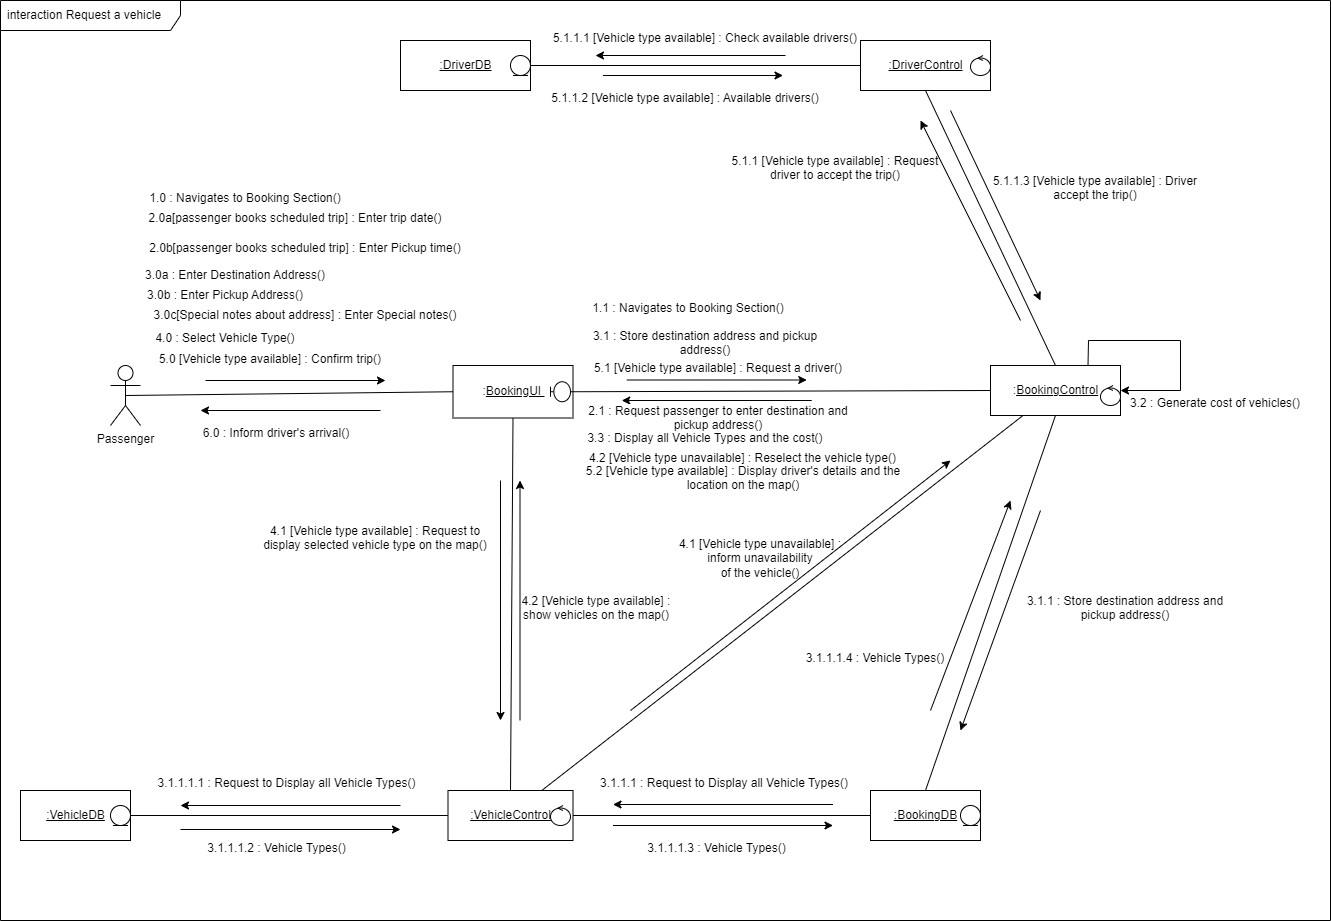 interaction Request a vehicle
5.1.1.1 [Vehicle type available] : Check available drivers()
:DriverDB
:DriverControl
5.1.1.2 [Vehicle type available] : Available drivers()
5.1.1 [Vehicle type available] : Request
driver to accept the trip()
5.1.1.3 [Vehicle type available] : Driver
accept the trip()
1.0 : Navigates to Booking Section()
2.0a[passenger books scheduled trip] : Enter trip date()
2.0b[passenger books scheduled trip] : Enter Pickup time()
3.0a : Enter Destination Address()
3.0b : Enter Pickup Address()
3.0c[Special notes about address] : Enter Special notes()
4.0 : Select Vehicle Type()
5.0 [Vehicle type available] : Confirm trip()
1.1 : Navigates to Booking Section()
3.1 : Store destination address and pickup
address()
5.1 [Vehicle type available] : Request a driver()
:BookingUI
:BookingControl
3.2 : Generate cost of vehicles()
Passenger
6.0 : Inform driver's arrival()
2.1 : Request passenger to enter destination and
pickup address()
3.3 : Display all Vehicle Types and the cost()
4.2 [Vehicle type unavailable] : Reselect the vehicle type()
5.2 [Vehicle type available] : Display driver's details and the
location on the map()
4.1 [Vehicle type available] : Request to
display selected vehicle type on the map()
4.1 [Vehicle type unavailable] :
inform unavailability
of the vehicle()
4.2 [Vehicle type available] :
show vehicles on the map()
3.1.1 : Store destination address and
pickup address()
3.1.1.1.4 : Vehicle Types()
3.1.1.1.1 : Request to Display all Vehicle Types()
3.1.1.1 : Request to Display all Vehicle Types()
:VehicleDB
:VehicleControl
:BookingDB
3.1.1.1.2 : Vehicle Types()
3.1.1.1.3 : Vehicle Types()